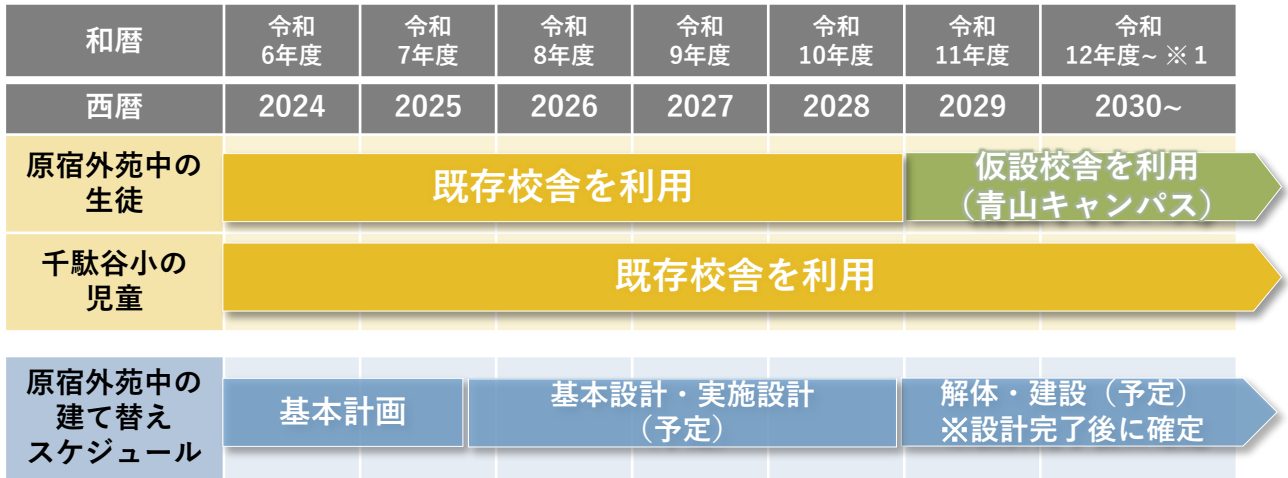 和暦
令和
6年度
令和
7年度
令和
8年度
令和
9年度
令和
10年度
令和
11年度
令和
12年度~ ※1
西暦
2024
2025
2026
2027
2028
2029
2030~
原宿外苑中の
生徒
既存校舎を利用
仮設校舎を利用
（青山キャンパス）
千駄谷小の
児童
既存校舎を利用
原宿外苑中の
建て替え
スケジュール
基本計画
基本設計・実施設計
（予定）
解体・建設（予定）
※設計完了後に確定